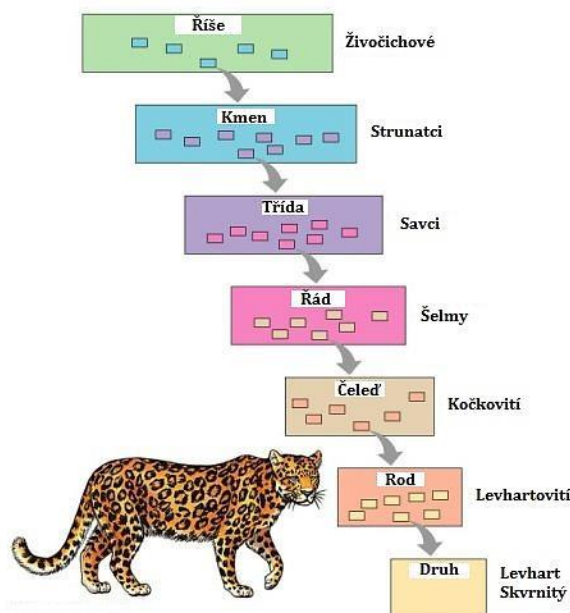 Říše
Živočichové
Kmen
Strunatci
Třída
Savci
Řád
Šelmy
Čeleď
Kočkovití
Rod
Levhartovití
Druh
Levhart
Skvrnitý